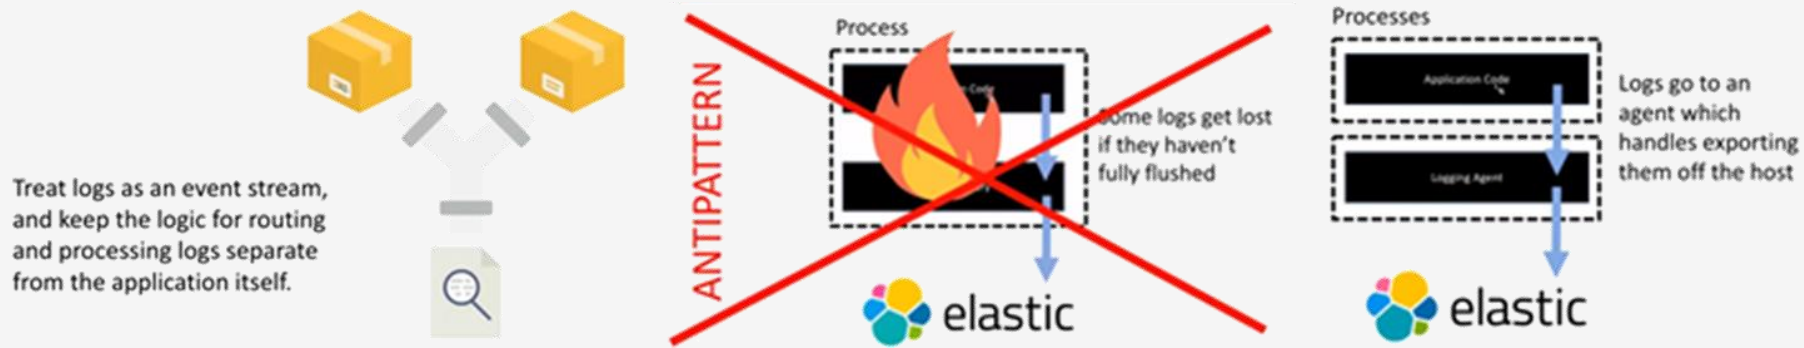 Treat logs as an event stream,
and keep the logic for routing
and processing logs separate
from the application itself.
ANTIPATTERN
Process
Code
Some logs get lost
if they haven't
fully flushed
elastic
Processes
Application Code
Logging Agent
Logs go to an
agent which
handles exporting
them off the host
elastic